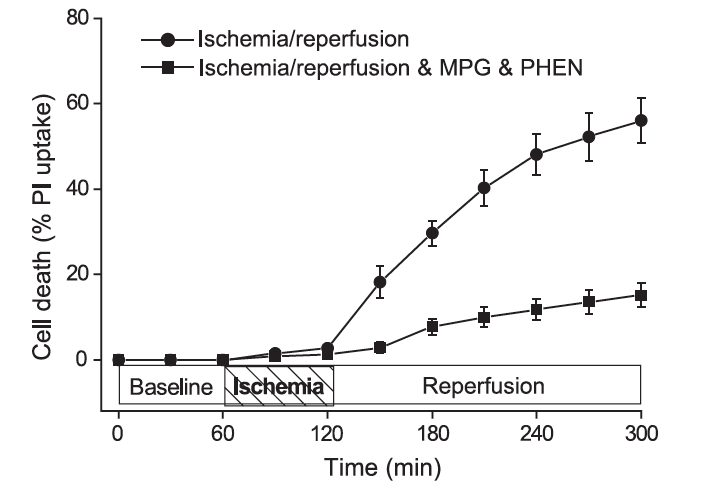 80
60
40
20
0
Cell death (% PI uptake)
Ischemia/reperfusion
Ischemia/reperfusion & MPG & PHEN
Baseline
Ischemia
Reperfusion
0
60
120
180
240
300
Time (min)